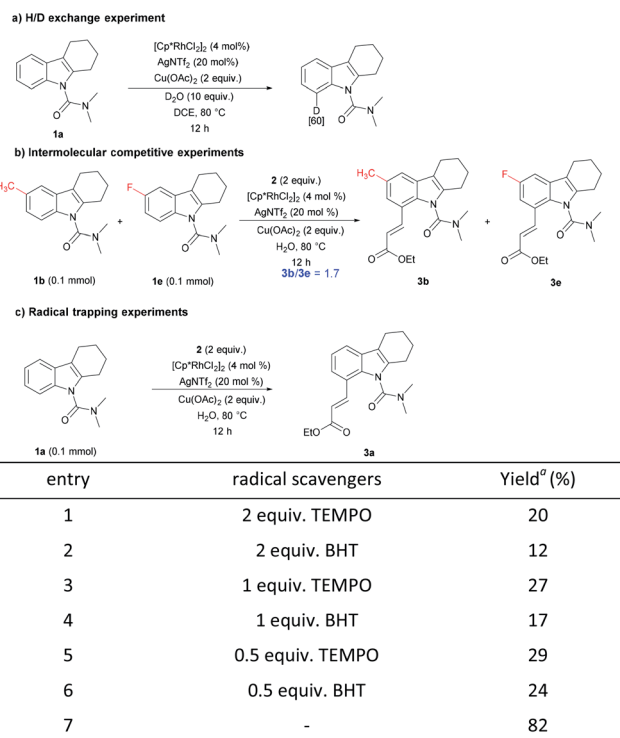 a) H/D exchange experiment
[Cp*RhCl2]2 (4 mol%)
AgNTf2 (20 mol%)
Cu(OAc)2 (2 equiv.)
D2O (10 equiv.)
DCE, 80 °C
12 h
N
O
N
1a
N
D
[60]
O
N
b) Intermolecular competitive experiments
H3C
N
O
N
1b (0.1 mmol)
+
F
N
O
N
1e (0.1 mmol)
2 (2 equiv.)
[Cp*RhCl2]2 (4 mol %)
AgNTf2 (20 mol %)
Cu(OAc)2 (2 equiv.)
H2O, 80 °C
12 h
3b/3e = 1.7
H3C
N
O
N
O
OEt
3b
+
F
N
O
N
O
OEt
3e
c) Radical trapping experiments
N
O
N
1a (0.1 mmol)
2 (2 equiv.)
[Cp*RhCl2]2 (4 mol %)
AgNTf2 (20 mol %)
Cu(OAc)2 (2 equiv.)
H2O, 80 °C
12 h
N
O
N
EtO
O
3a
entry radical scavengers Yieldᵃ (%)
1 2 equiv. TEMPO 20
2 2 equiv. BHT 12
3 1 equiv. TEMPO 27
4 1 equiv. BHT 17
5 0.5 equiv. TEMPO 29
6 0.5 equiv. BHT 24
7 - 82